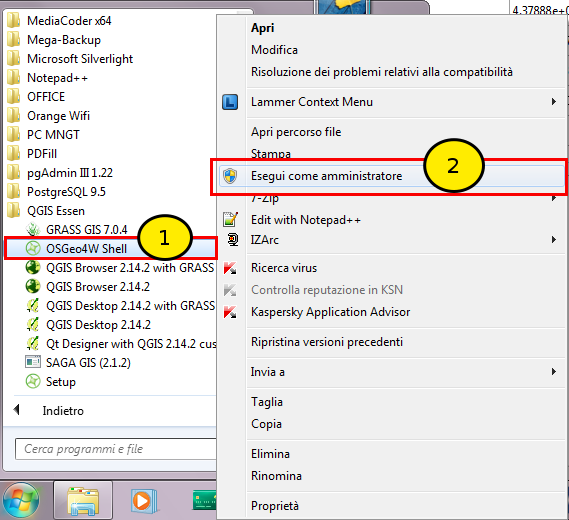 MediaCoder x64
Mega-Backup
Microsoft Silverlight
Notepad++
OFFICE
Orange Wifi
PC MNGT
PDFill
pgAdmin III 1.22
PostgreSQL 9.5
QGIS Essen
GRASS GIS 7.0.4
OSGeo4W Shell
1
QGIS Browser 2.14.2 with GRASS
QGIS Browser 2.14.2
QGIS Desktop 2.14.2 with GRASS
QGIS Desktop 2.14.2
Qt Designer with QGIS 2.14.2 cus
SAGA GIS (2.1.2)
Setup
Indietro
Cerca programmi e file
4.37888e+0
Apri
Modifica
Risoluzione dei problemi relativi alla compatibilità
Lammer Context Menu
Apri percorso file
Stampa
Esegui come amministratore
2
7-Zip
Edit with Notepad++
IZArc
Ricerca virus
Controlla reputazione in KSN
Kaspersky Application Advisor
Ripristina versioni precedenti
Invia a
Taglia
Copia
Elimina
Rinomina
Proprietà